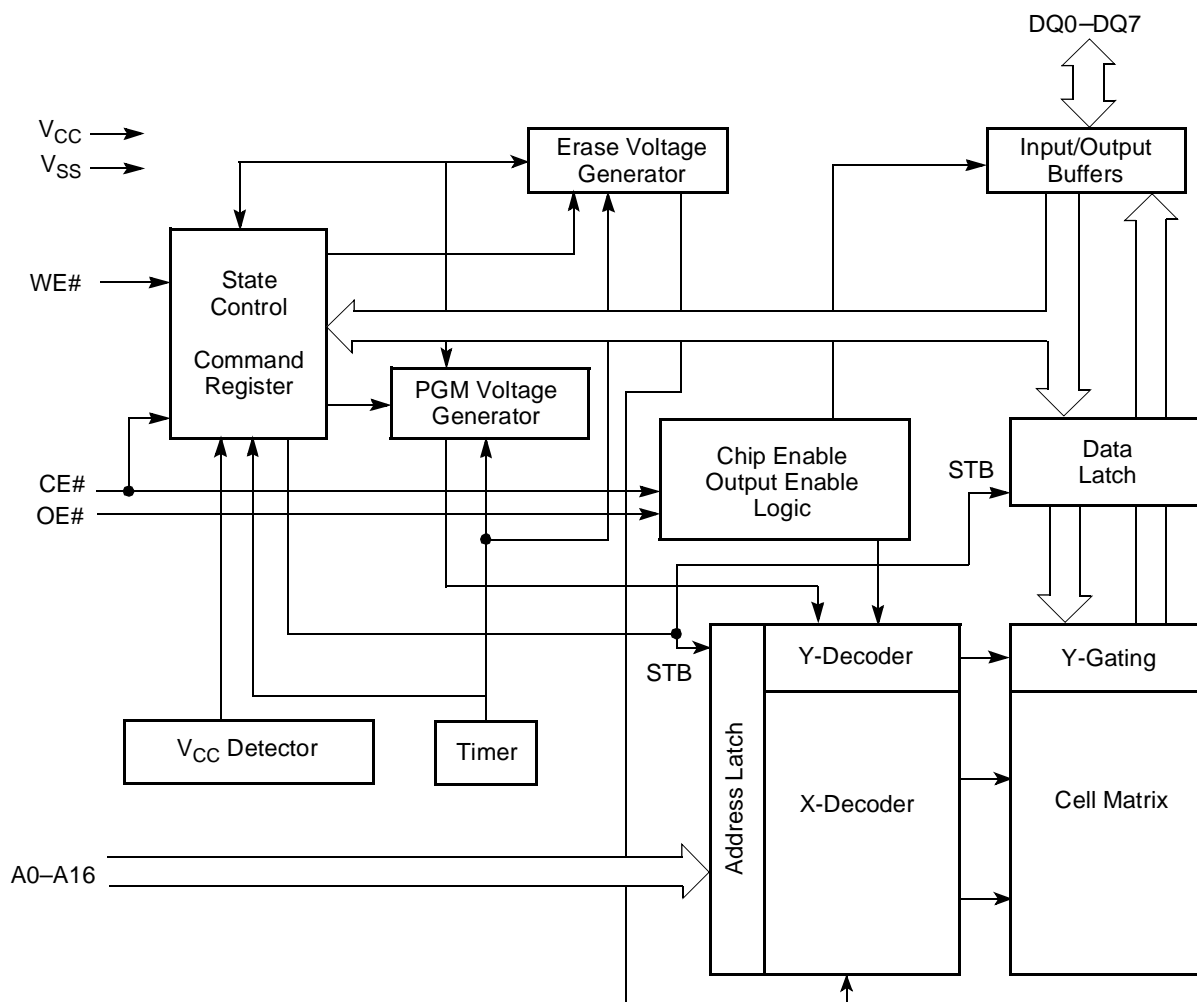 DQ0–DQ7
VCC
VSS
Erase Voltage
Generator
Input/Output
Buffers
WE#
State
Control
Command
Register
PGM Voltage
Generator
Chip Enable
Output Enable
Logic
STB
Data
Latch
CE#
OE#
STB
Y-Decoder
Y-Gating
VCC Detector
Timer
Address Latch
X-Decoder
Cell Matrix
A0–A16